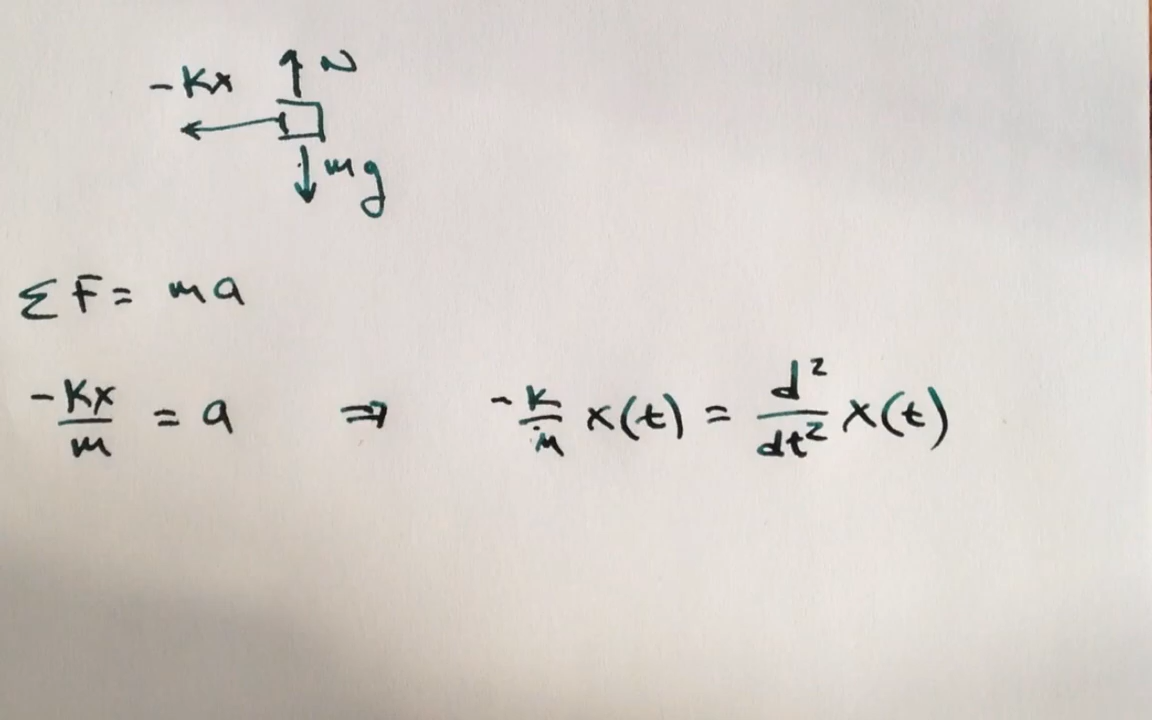 N
-Kx
mg
ΣF = ma
-Kx/m = a ⇒ -K/m x(t) = d²/dt² x(t)